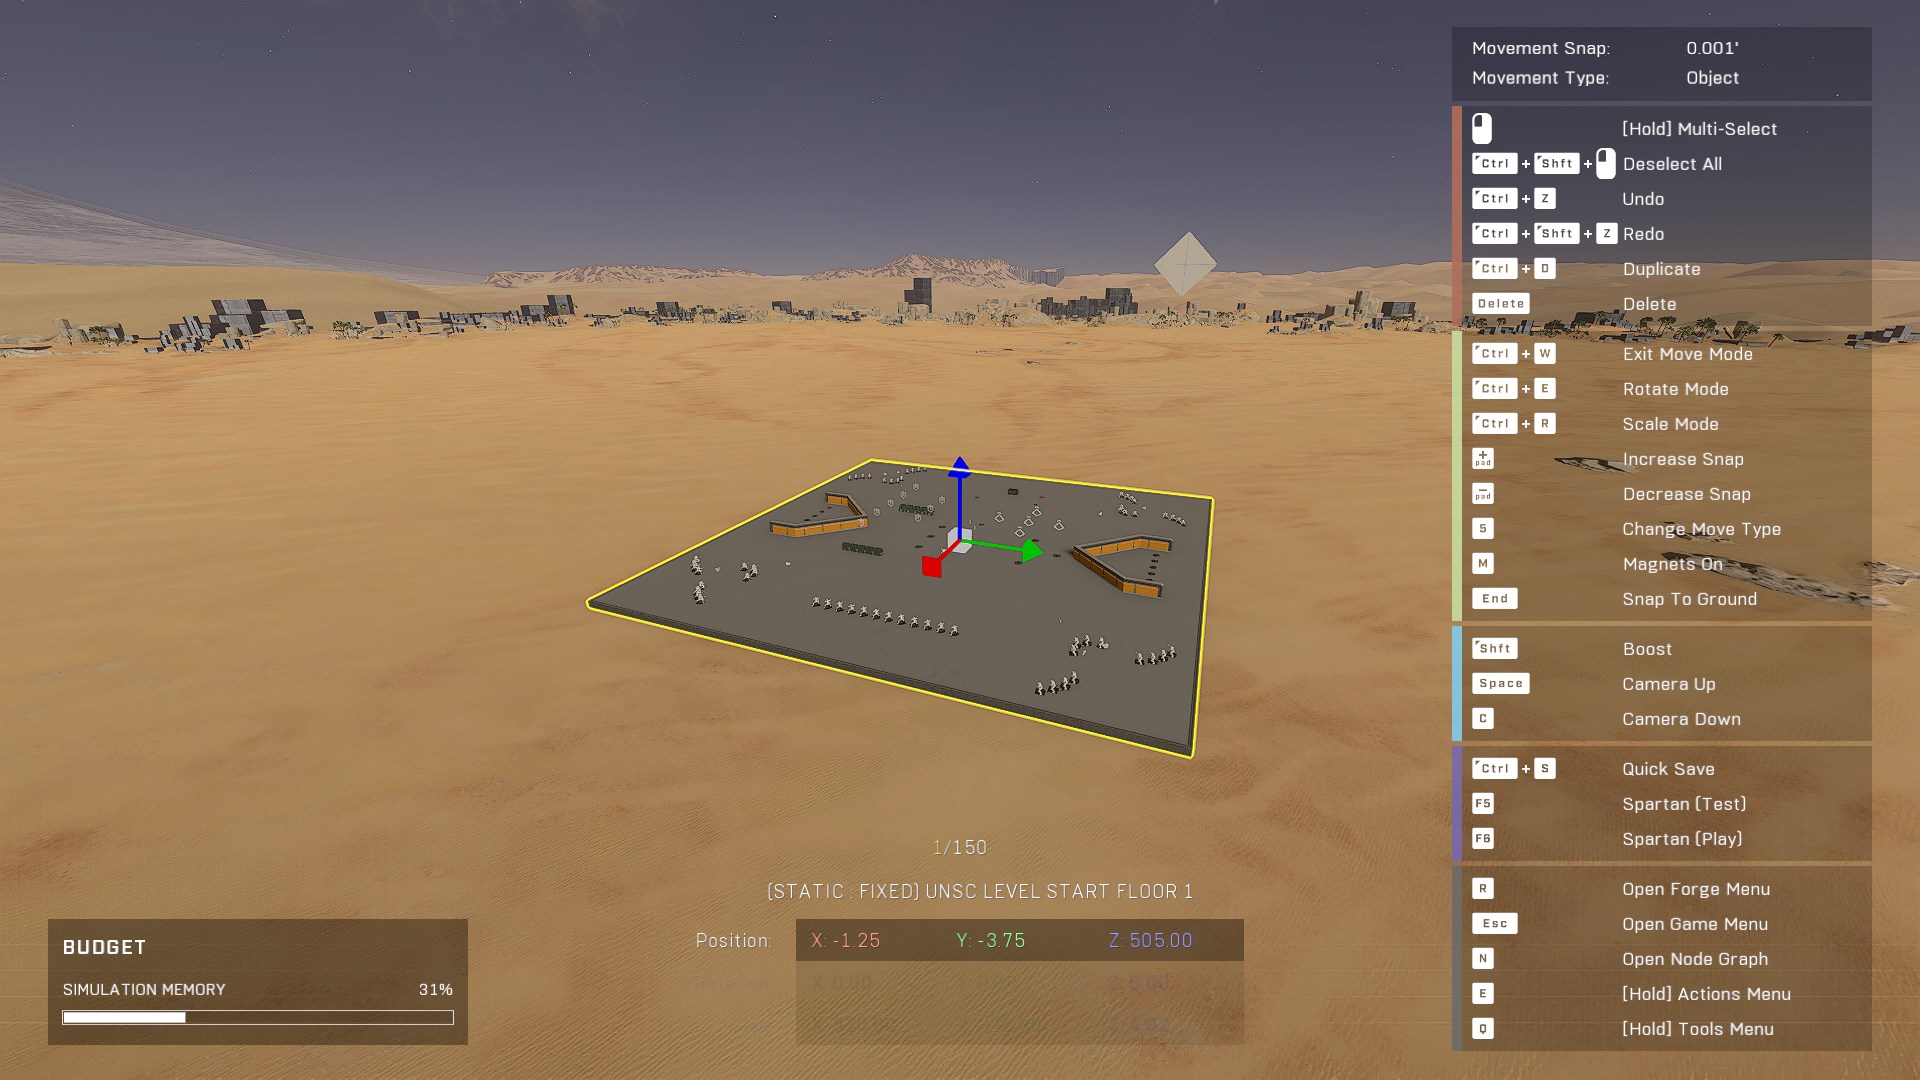 Movement Snap: 0.001'
Movement Type: Object
[Hold] Multi-Select
Ctrl + Shft + Deselect All
Ctrl + Z Undo
Ctrl + Shft + Z Redo
Ctrl + D Duplicate
Delete Delete
Ctrl + W Exit Move Mode
Ctrl + E Rotate Mode
Ctrl + R Scale Mode
+ pad Increase Snap
- pad Decrease Snap
5 Change Move Type
M Magnets On
End Snap To Ground
Shft Boost
Space Camera Up
C Camera Down
Ctrl + S Quick Save
F5 Spartan (Test)
F6 Spartan (Play)
R Open Forge Menu
Esc Open Game Menu
N Open Node Graph
E [Hold] Actions Menu
Q [Hold] Tools Menu
1/150
(STATIC : FIXED) UNSC LEVEL START FLOOR 1
Position: X: -1.25 Y: -3.75 Z: 505.00
BUDGET
SIMULATION MEMORY 31%